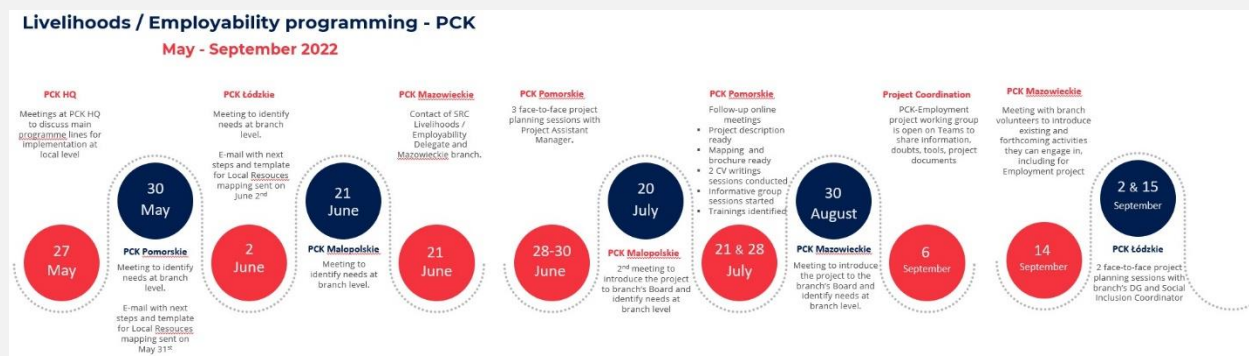 Livelihoods / Employability programming - PCK
May - September 2022
PCK HQ
Meetings at PCK HQ
to discuss main
programme lines for
implementation at
local level
27
May
30
May
PCK Pomorskie
Meeting to identify
needs at branch
level.
E-mail with next
steps and template
for Local Resouces
mapping sent on
May 31st
PCK Łódzkie
Meeting to identify
needs at branch
level.
E-mail with next
steps and template
for Local Resouces
mapping sent on
June 2nd
2
June
21
June
PCK Małopolskie
Meeting to
identify needs at
branch level.
PCK Mazowieckie
Contact of SRC
Livelihoods /
Employability
Delegate and
Mazowieckie branch.
21
June
PCK Pomorskie
3 face-to-face project
planning sessions with
Project Assistant
Manager.
28-30
June
20
July
PCK Malopolskie
2nd meeting to
introduce the project
to branch's Board and
identify needs at
branch level
PCK Pomorskie
Follow-up online
meetings
• Project description
ready
• Mapping and
brochure ready
• 2 CV writings
sessions conducted
• Informative group
sessions started
• Trainings identified
21 & 28
July
30
August
PCK Mazowieckie
Meeting to introduce
the project to the
branch's Board and
identify needs at
branch level.
Project Coordination
PCK-Employment
project working group
is open on Teams to
share information,
doubts, tools, project
documents
6
September
PCK Mazowieckie
Meeting with branch
volunteers to introduce
existing and
forthcoming activities
they can engage in,
including for
Employment project
14
September
2 & 15
September
PCK Łódzkie
2 face-to-face project
planning sessions with
branch's DG and Social
Inclusion Coordinator